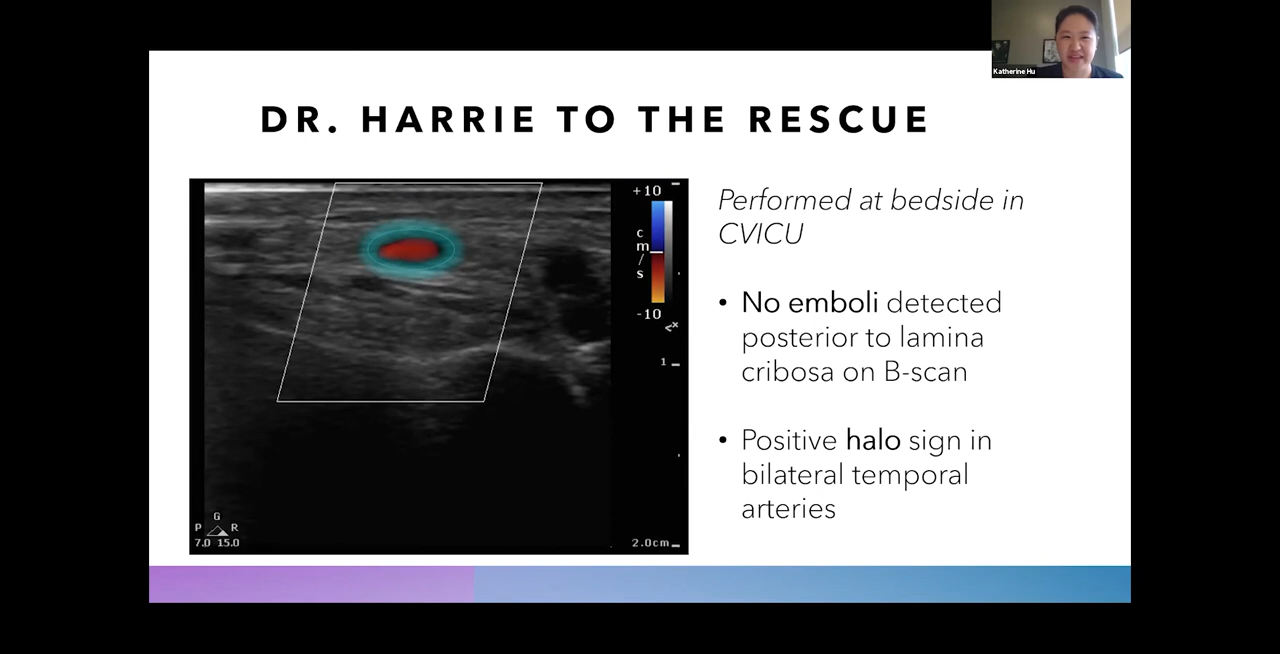 Katherine Hu
DR. HARRIE TO THE RESCUE
+10
c
m
/
s
-10
1
2.0cm
G
P R
7.0 15.0
Performed at bedside in
CVICU
• No emboli detected
posterior to lamina
cribosa on B-scan
• Positive halo sign in
bilateral temporal
arteries